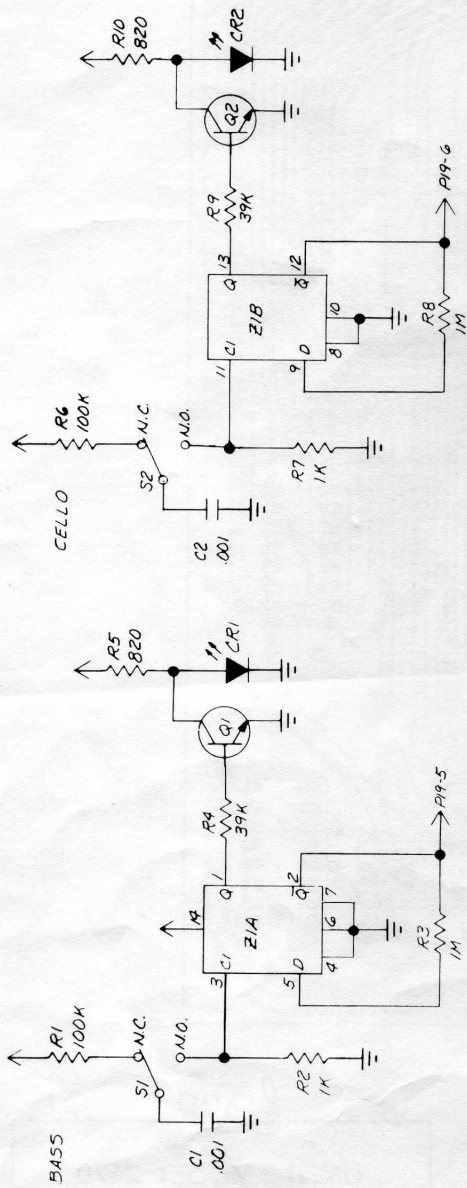 BASS
R1
100K
N.C.
S1
N.O.
C1
.001
R2
1K
3
C1
14
Z1A
Q
1
5
D
Q̅
2
4
6
7
R3
1M
P19-5
R4
39K
Q1
R5
820
CR1
CELLO
R6
100K
N.C.
S2
N.O.
C2
.001
R7
1K
11
C1
Z1B
Q
13
9
D
Q̅
12
8
10
R8
1M
P19-6
R9
39K
Q2
R10
820
CR2